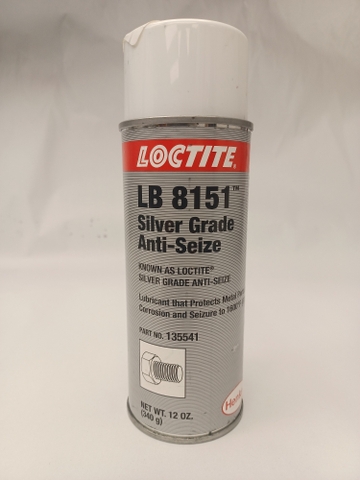 LOCTITE
LB 8151™
Silver Grade
Anti-Seize
KNOWN AS LOCTITE®
SILVER GRADE ANTI-SEIZE
Lubricant that Protects Metal
Corrosion and Seizure to
PART NO. 135541
NET WT. 12 OZ.
(340 g)